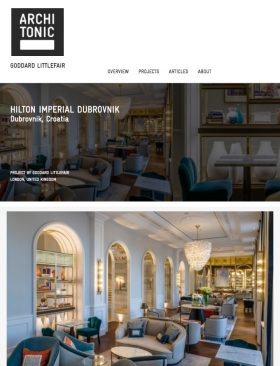 ARCHI
TONIC
GODDARD LITTLEFAIR
OVERVIEW PROJECTS ARTICLES ABOUT
HILTON IMPERIAL DUBROVNIK
Dubrovnik, Croatia
PROJECT BY GODDARD LITTLEFAIR
LONDON, UNITED KINGDOM